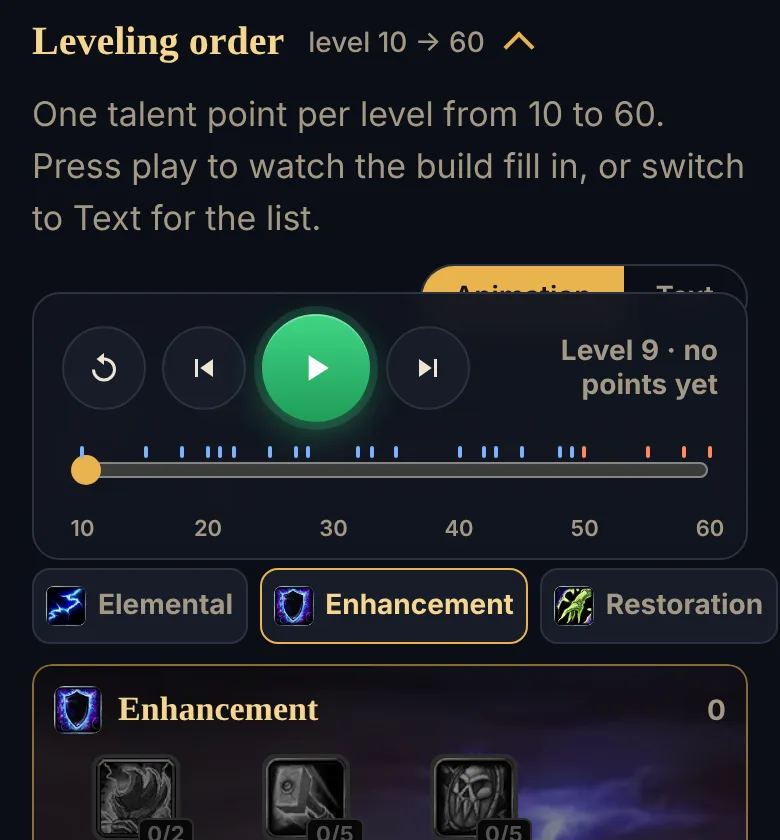 Leveling order level 10 → 60
One talent point per level from 10 to 60.
Press play to watch the build fill in, or switch
to Text for the list.
Animation Text
Level 9 · no
points yet
10 20 30 40 50 60
Elemental Enhancement Restoration
Enhancement 0
0/2 0/5 0/5